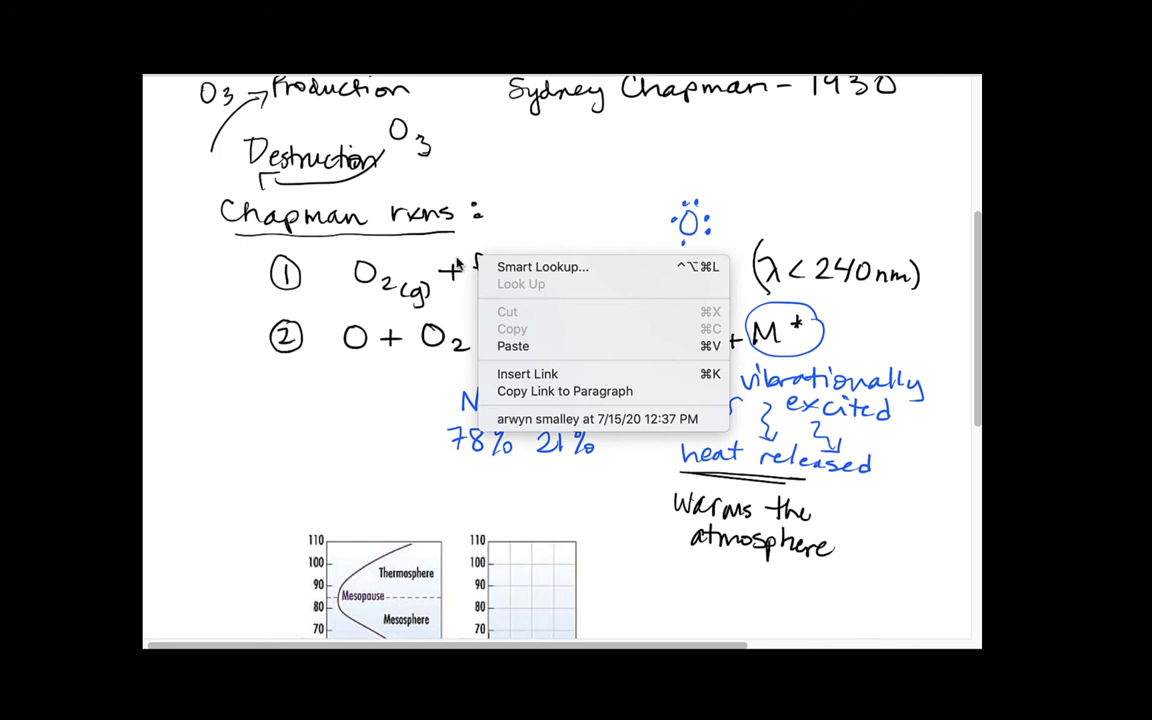 O3 → Production
Sydney Chapman - 1930
Destruction O3
Chapman rxns :
·Ö:
① O2(g) +
(λ < 240 nm)
② O + O2
+ M*
Smart Lookup... ^⌥⌘L
Look Up
Cut ⌘X
Copy ⌘C
Paste ⌘V
Insert Link ⌘K
Copy Link to Paragraph
arwyn smalley at 7/15/20 12:37 PM
N
vibrationally
excited
78% 21%
heat released
Warms the
atmosphere
110
100
90
80
70
Thermosphere
Mesopause
Mesosphere
110
100
90
80
70